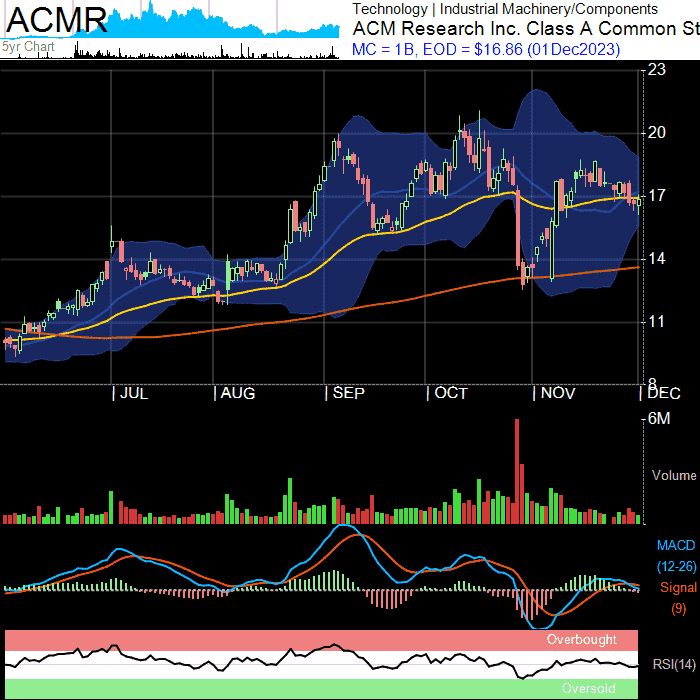 ACMR
5yr Chart
Technology | Industrial Machinery/Components
ACM Research Inc. Class A Common St
MC = 1B, EOD = $16.86 (01Dec2023)
23
20
17
14
11
8
| JUL
| AUG
| SEP
| OCT
| NOV
| DEC
6M
Volume
MACD
(12-26)
Signal
(9)
Overbought
RSI(14)
Oversold